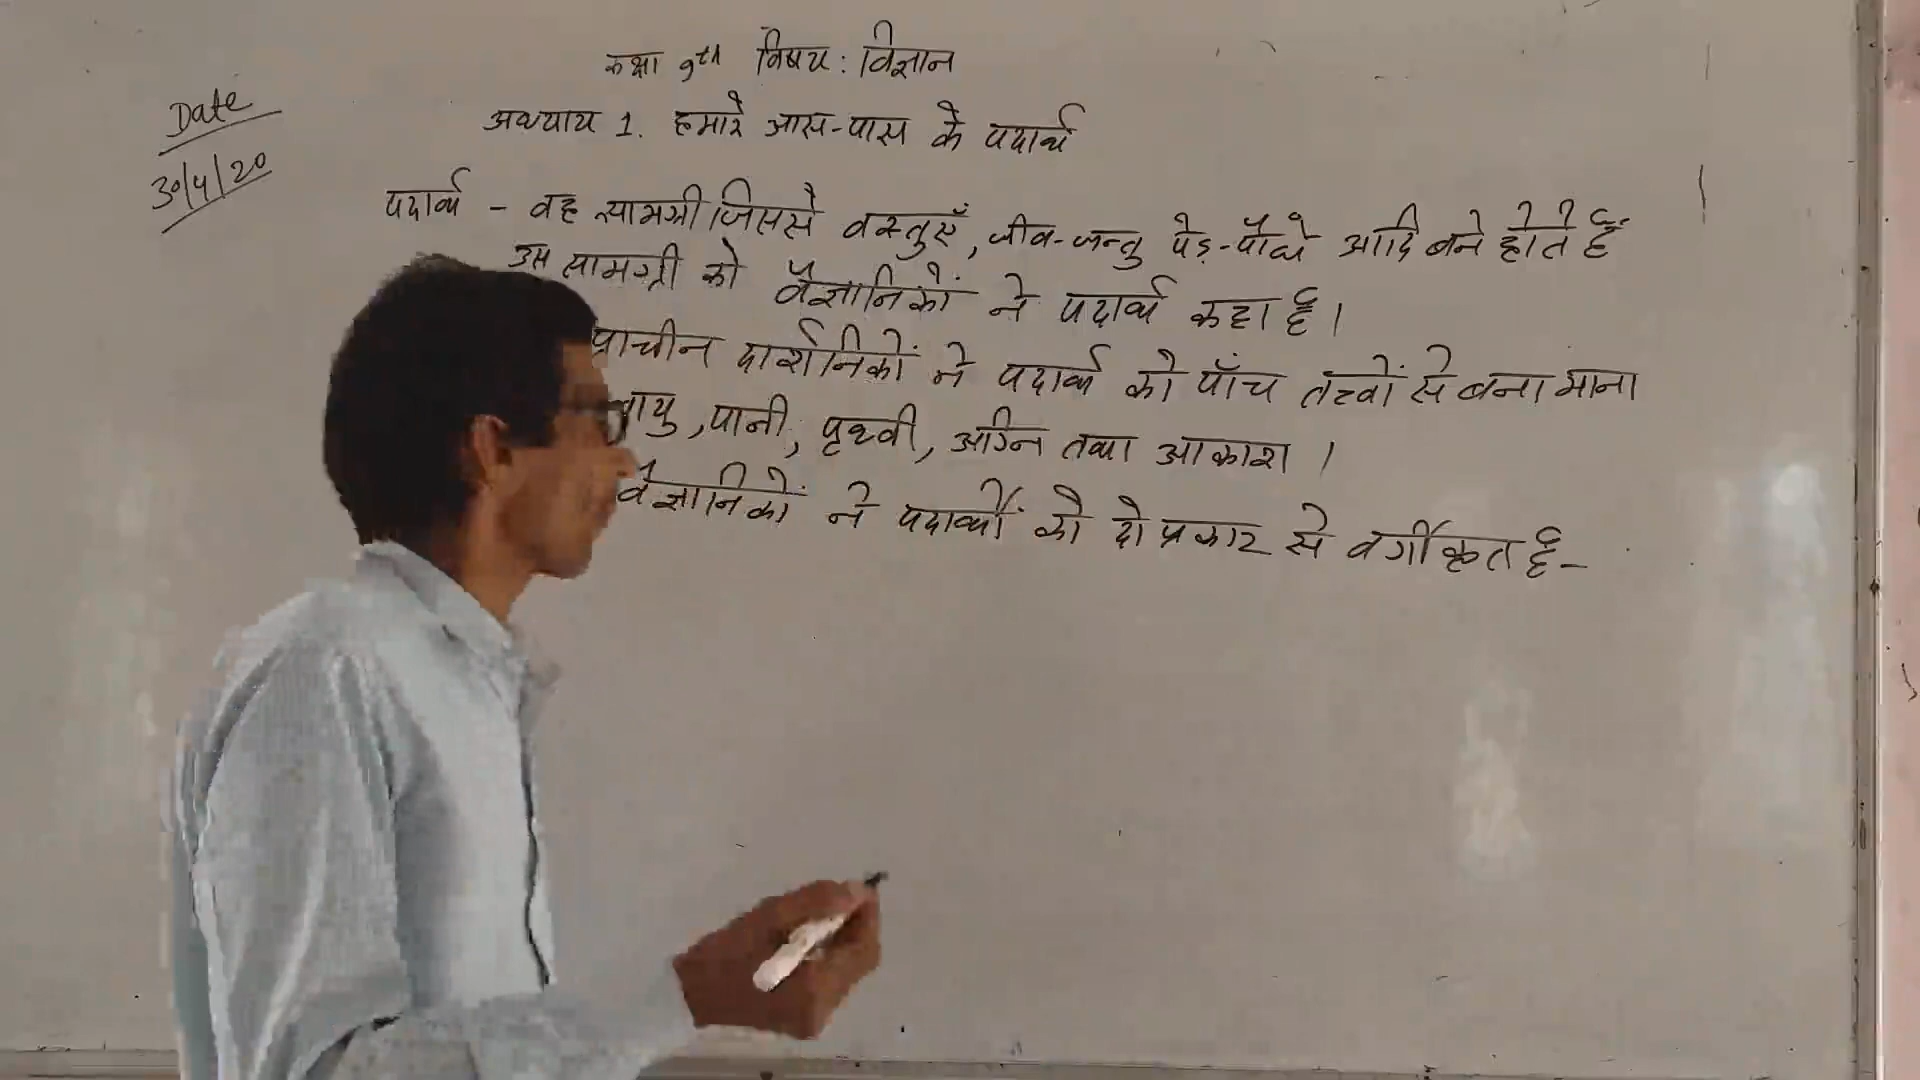 कक्षा 9th विषय: विज्ञान
Date
30/4/20
अध्याय 1. हमारे आस-पास के पदार्थ
पदार्थ - वह सामग्री जिससे वस्तुएँ, जीव-जन्तु पेड़-पौधे आदि बने होते हैं
उस सामग्री को वैज्ञानिकों ने पदार्थ कहा है।
प्राचीन दार्शनिकों ने पदार्थ को पाँच तत्वों से बना माना
वायु, पानी, पृथ्वी, अग्नि तथा आकाश।
वैज्ञानिकों ने पदार्थों को दो प्रकार से वर्गीकृत है-